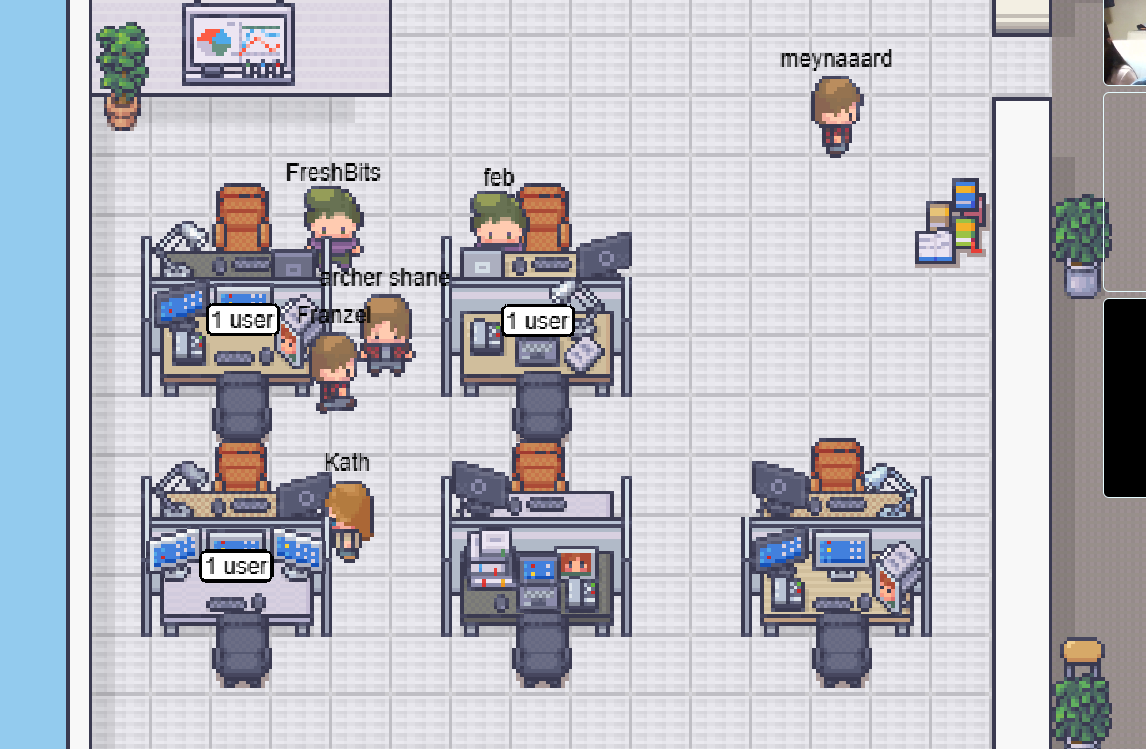 meynaaard
FreshBits
feb
archer shane
Franzel
1 user
1 user
Kath
1 user